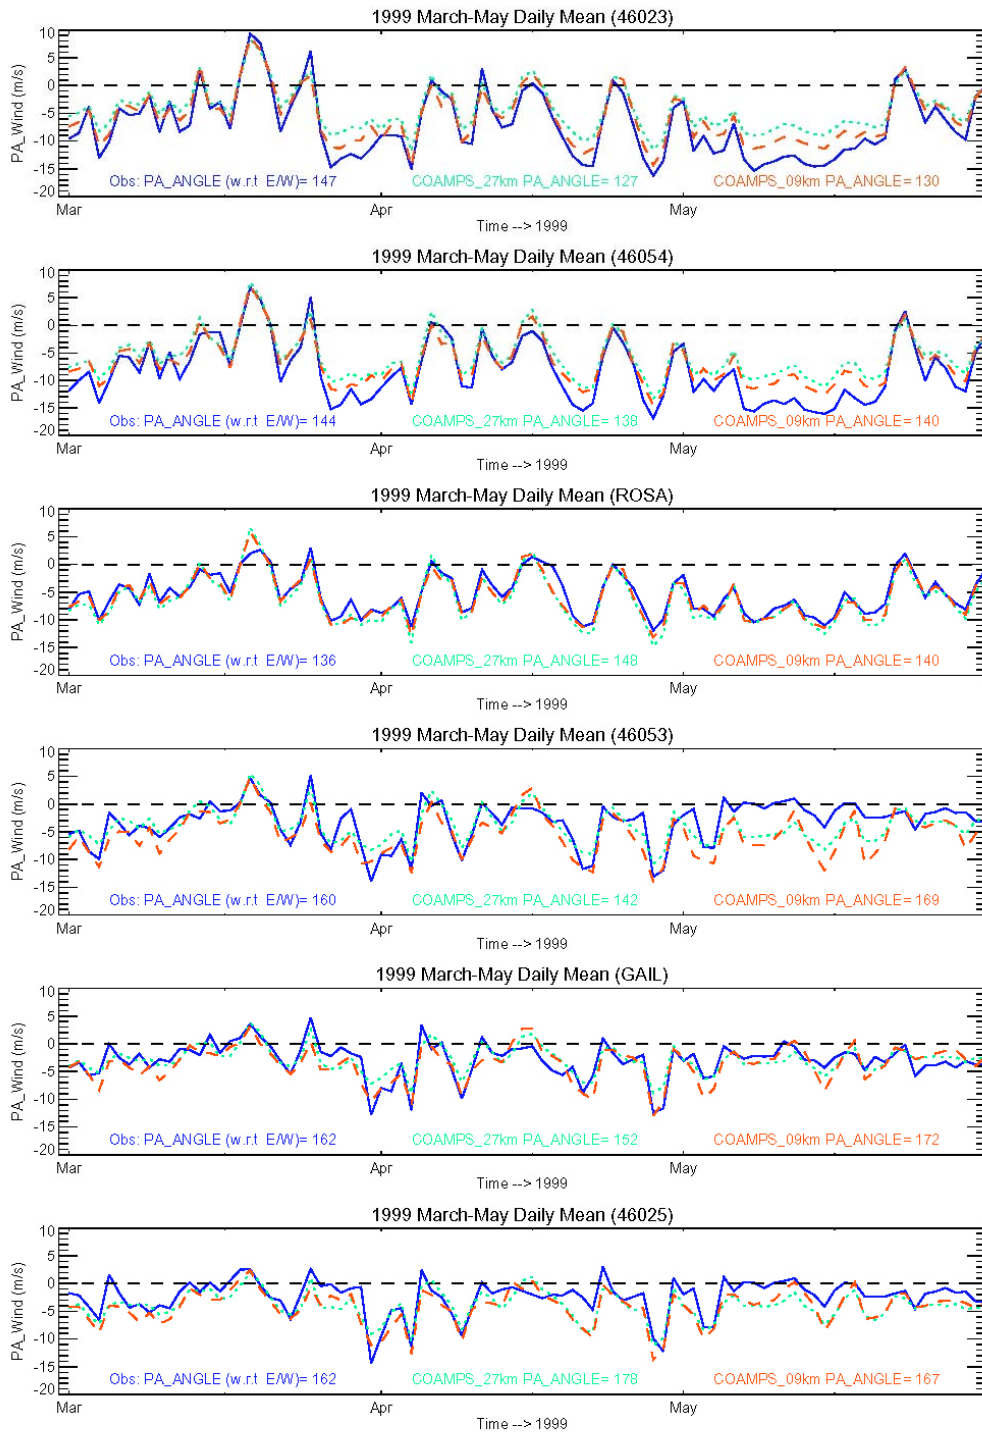 1999 March-May Daily Mean (46023)
10
5
0
-5
-10
-15
-20
PA_Wind (m/s)
Obs: PA_ANGLE (w.r.t E/W)= 147 COAMPS_27km PA_ANGLE= 127 COAMPS_09km PA_ANGLE= 130
Mar Apr May
Time --> 1999
1999 March-May Daily Mean (46054)
10
5
0
-5
-10
-15
-20
PA_Wind (m/s)
Obs: PA_ANGLE (w.r.t E/W)= 144 COAMPS_27km PA_ANGLE= 138 COAMPS_09km PA_ANGLE= 140
Mar Apr May
Time --> 1999
1999 March-May Daily Mean (ROSA)
10
5
0
-5
-10
-15
-20
PA_Wind (m/s)
Obs: PA_ANGLE (w.r.t E/W)= 136 COAMPS_27km PA_ANGLE= 148 COAMPS_09km PA_ANGLE= 140
Mar Apr May
Time --> 1999
1999 March-May Daily Mean (46053)
10
5
0
-5
-10
-15
-20
PA_Wind (m/s)
Obs: PA_ANGLE (w.r.t E/W)= 160 COAMPS_27km PA_ANGLE= 142 COAMPS_09km PA_ANGLE= 169
Mar Apr May
Time --> 1999
1999 March-May Daily Mean (GAIL)
10
5
0
-5
-10
-15
-20
PA_Wind (m/s)
Obs: PA_ANGLE (w.r.t E/W)= 162 COAMPS_27km PA_ANGLE= 152 COAMPS_09km PA_ANGLE= 172
Mar Apr May
Time --> 1999
1999 March-May Daily Mean (46025)
10
5
0
-5
-10
-15
-20
PA_Wind (m/s)
Obs: PA_ANGLE (w.r.t E/W)= 162 COAMPS_27km PA_ANGLE= 178 COAMPS_09km PA_ANGLE= 167
Mar Apr May
Time --> 1999